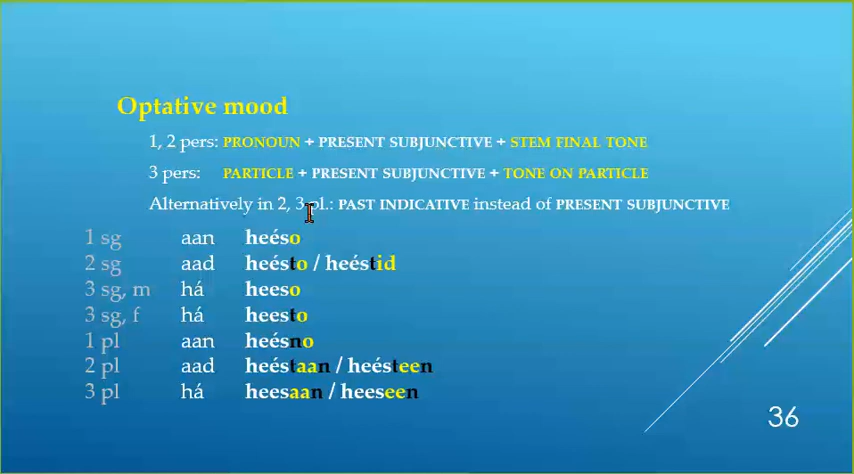 Optative mood
1, 2 pers: PRONOUN + PRESENT SUBJUNCTIVE + STEM FINAL TONE
3 pers: PARTICLE + PRESENT SUBJUNCTIVE + TONE ON PARTICLE
Alternatively in 2, 3 pl.: PAST INDICATIVE instead of PRESENT SUBJUNCTIVE
1 sg aan heéso
2 sg aad heésto / heéstid
3 sg, m há heeso
3 sg, f há heesto
1 pl aan heésno
2 pl aad heéstaan / heésteen
3 pl há heesaan / heeseen
36